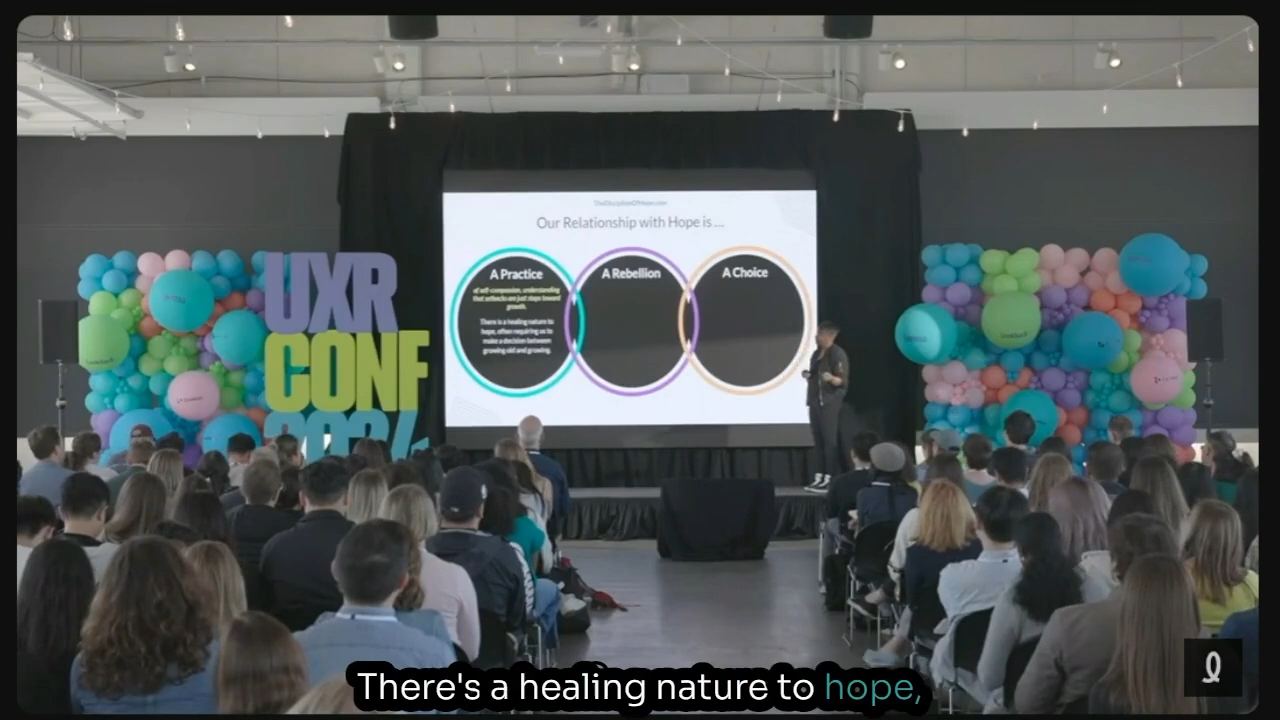 TheDisciplineOfHope.com
Our Relationship with Hope is ...
A Practice
of self-compassion, understanding
that setbacks are just steps toward
growth.
There is a healing nature to
hope, often requiring us to
make a decision between
growing old and growing.
A Rebellion
A Choice
UXR
CONF
2024
There's a healing nature to hope,